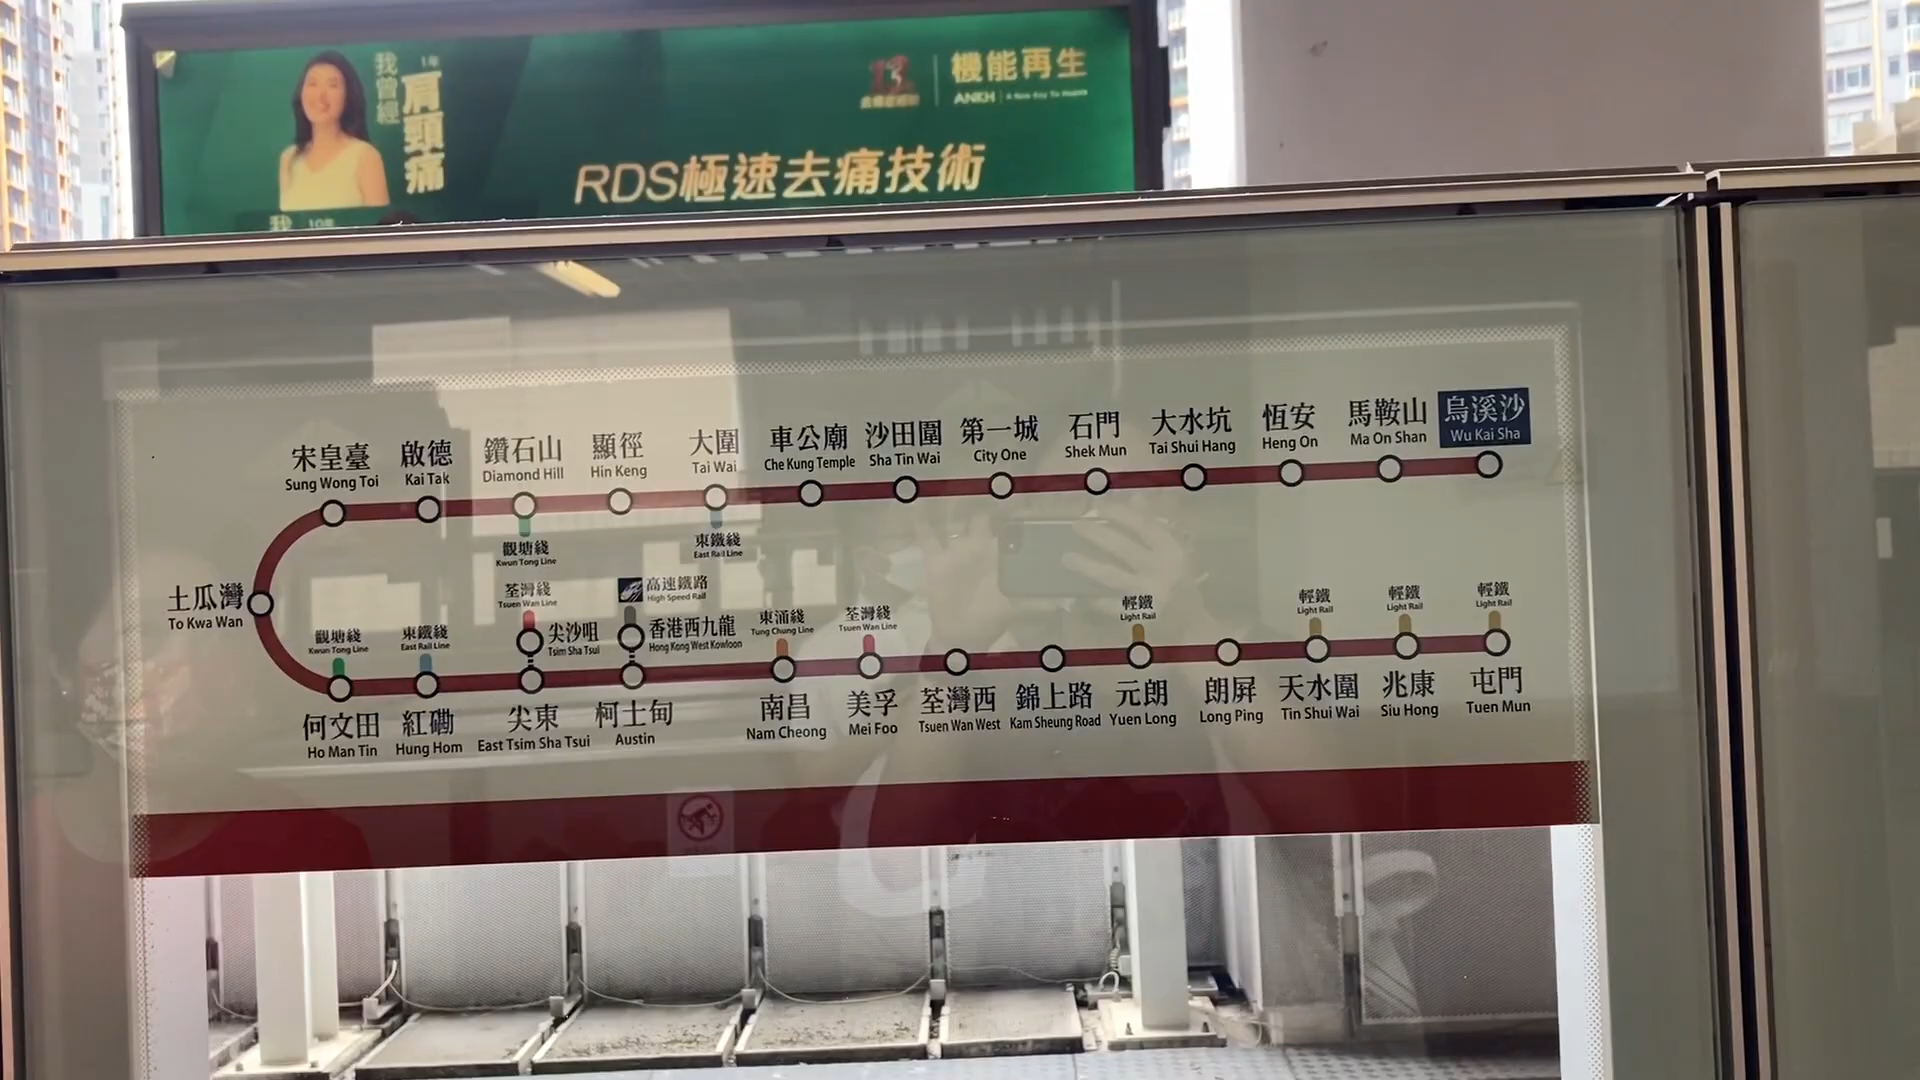 我曾經
1年
肩頸痛
機能再生
ANKH | A New Key To Health
RDS極速去痛技術
我 10年
宋皇臺
Sung Wong Toi
啟德
Kai Tak
鑽石山
Diamond Hill
顯徑
Hin Keng
大圍
Tai Wai
車公廟
Che Kung Temple
沙田圍
Sha Tin Wai
第一城
City One
石門
Shek Mun
大水坑
Tai Shui Hang
恆安
Heng On
馬鞍山
Ma On Shan
烏溪沙
Wu Kai Sha
觀塘綫
Kwun Tong Line
東鐵綫
East Rail Line
土瓜灣
To Kwa Wan
觀塘綫
Kwun Tong Line
東鐵綫
East Rail Line
荃灣綫
Tsuen Wan Line
尖沙咀
Tsim Sha Tsui
高速鐵路
High Speed Rail
香港西九龍
Hong Kong West Kowloon
東涌綫
Tung Chung Line
荃灣綫
Tsuen Wan Line
輕鐵
Light Rail
輕鐵
Light Rail
輕鐵
Light Rail
輕鐵
Light Rail
何文田
Ho Man Tin
紅磡
Hung Hom
尖東
East Tsim Sha Tsui
柯士甸
Austin
南昌
Nam Cheong
美孚
Mei Foo
荃灣西
Tsuen Wan West
錦上路
Kam Sheung Road
元朗
Yuen Long
朗屏
Long Ping
天水圍
Tin Shui Wai
兆康
Siu Hong
屯門
Tuen Mun